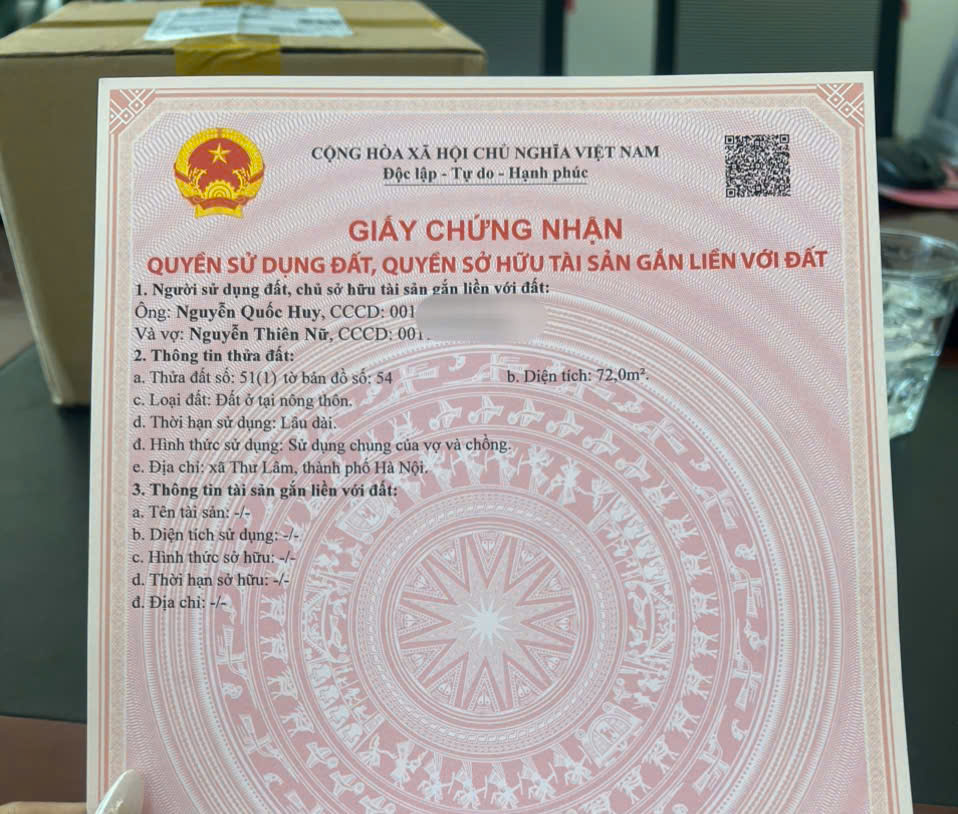 CỘNG HÒA XÃ HỘI CHỦ NGHĨA VIỆT NAM
Độc lập - Tự do - Hạnh phúc
GIẤY CHỨNG NHẬN
QUYỀN SỬ DỤNG ĐẤT, QUYỀN SỞ HỮU TÀI SẢN GẮN LIỀN VỚI ĐẤT
1. Người sử dụng đất, chủ sở hữu tài sản gắn liền với đất:
Ông: Nguyễn Quốc Huy, CCCD: 001
Và vợ: Nguyễn Thiên Nữ, CCCD: 001
2. Thông tin thửa đất:
a. Thửa đất số: 51(1) tờ bản đồ số: 54 b. Diện tích: 72,0m².
c. Loại đất: Đất ở tại nông thôn.
d. Thời hạn sử dụng: Lâu dài.
đ. Hình thức sử dụng: Sử dụng chung của vợ và chồng.
e. Địa chỉ: xã Thư Lâm, thành phố Hà Nội.
3. Thông tin tài sản gắn liền với đất:
a. Tên tài sản: -/-
b. Diện tích sử dụng: -/-
c. Hình thức sở hữu: -/-
d. Thời hạn sở hữu: -/-
đ. Địa chỉ: -/-